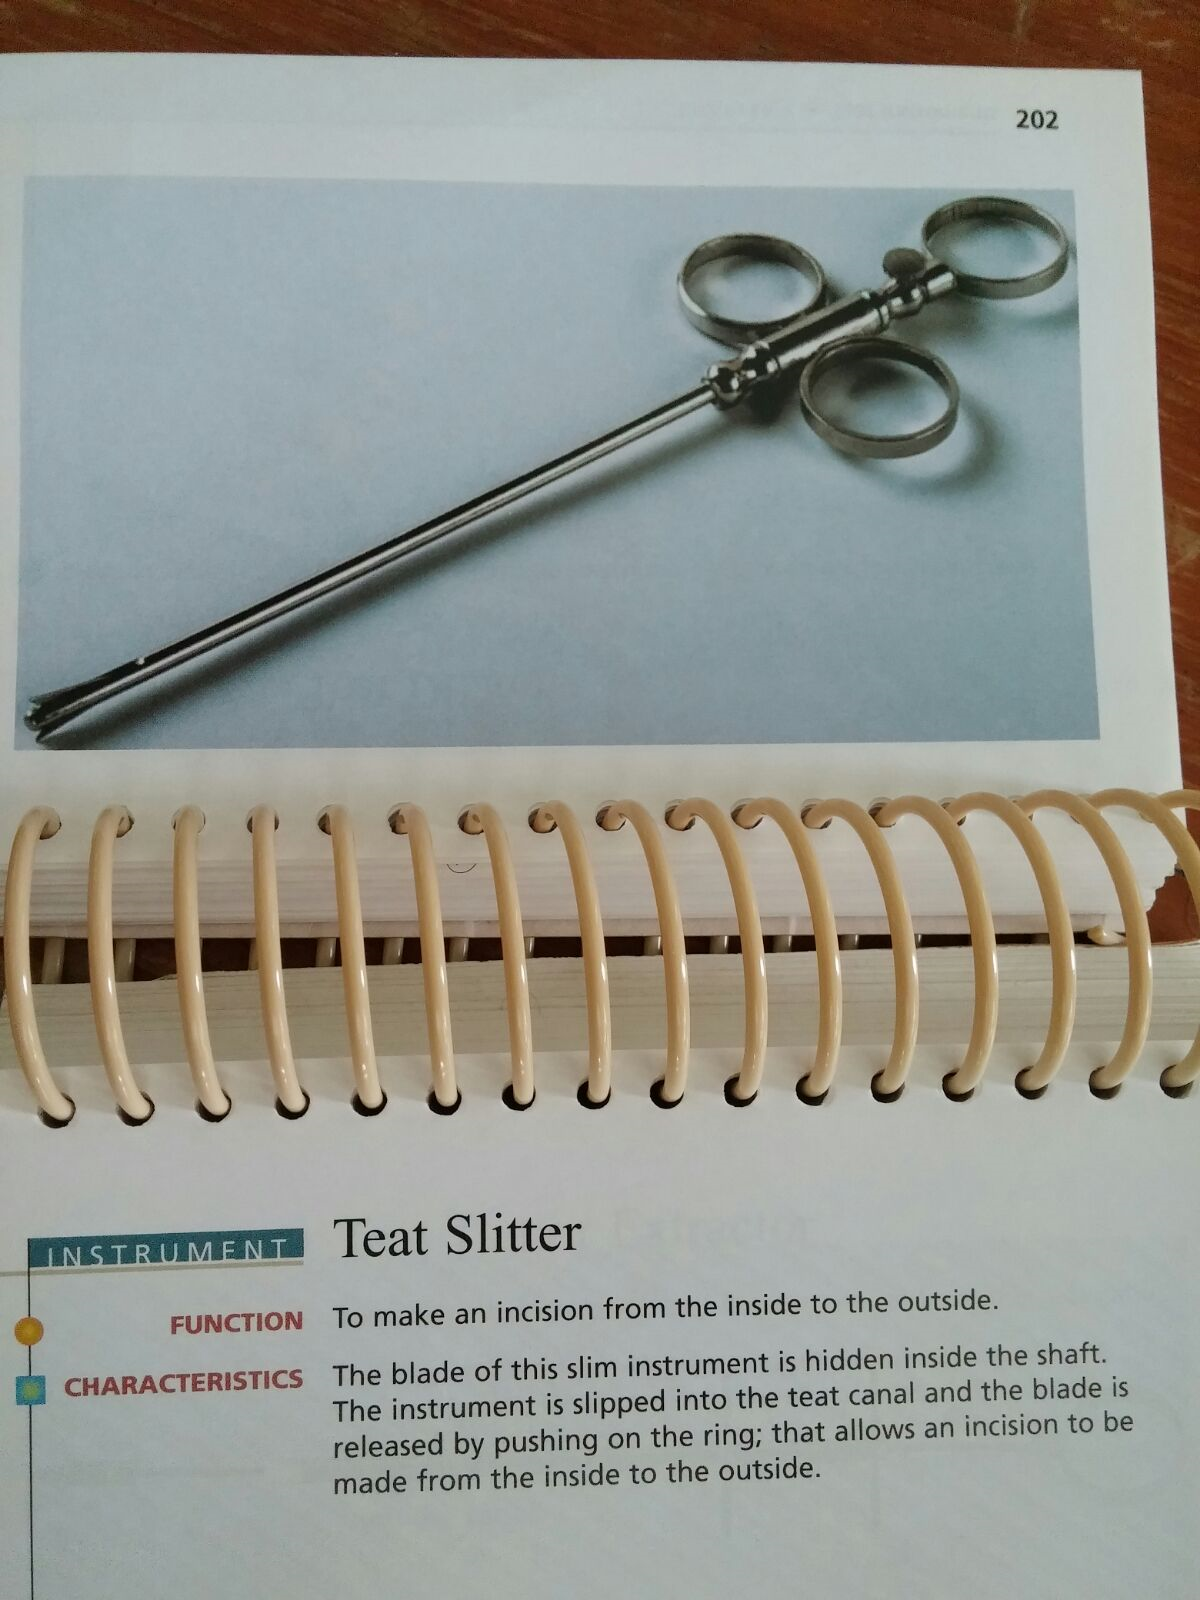 202
INSTRUMENT Teat Slitter
FUNCTION To make an incision from the inside to the outside.
CHARACTERISTICS The blade of this slim instrument is hidden inside the shaft.
The instrument is slipped into the teat canal and the blade is
released by pushing on the ring; that allows an incision to be
made from the inside to the outside.